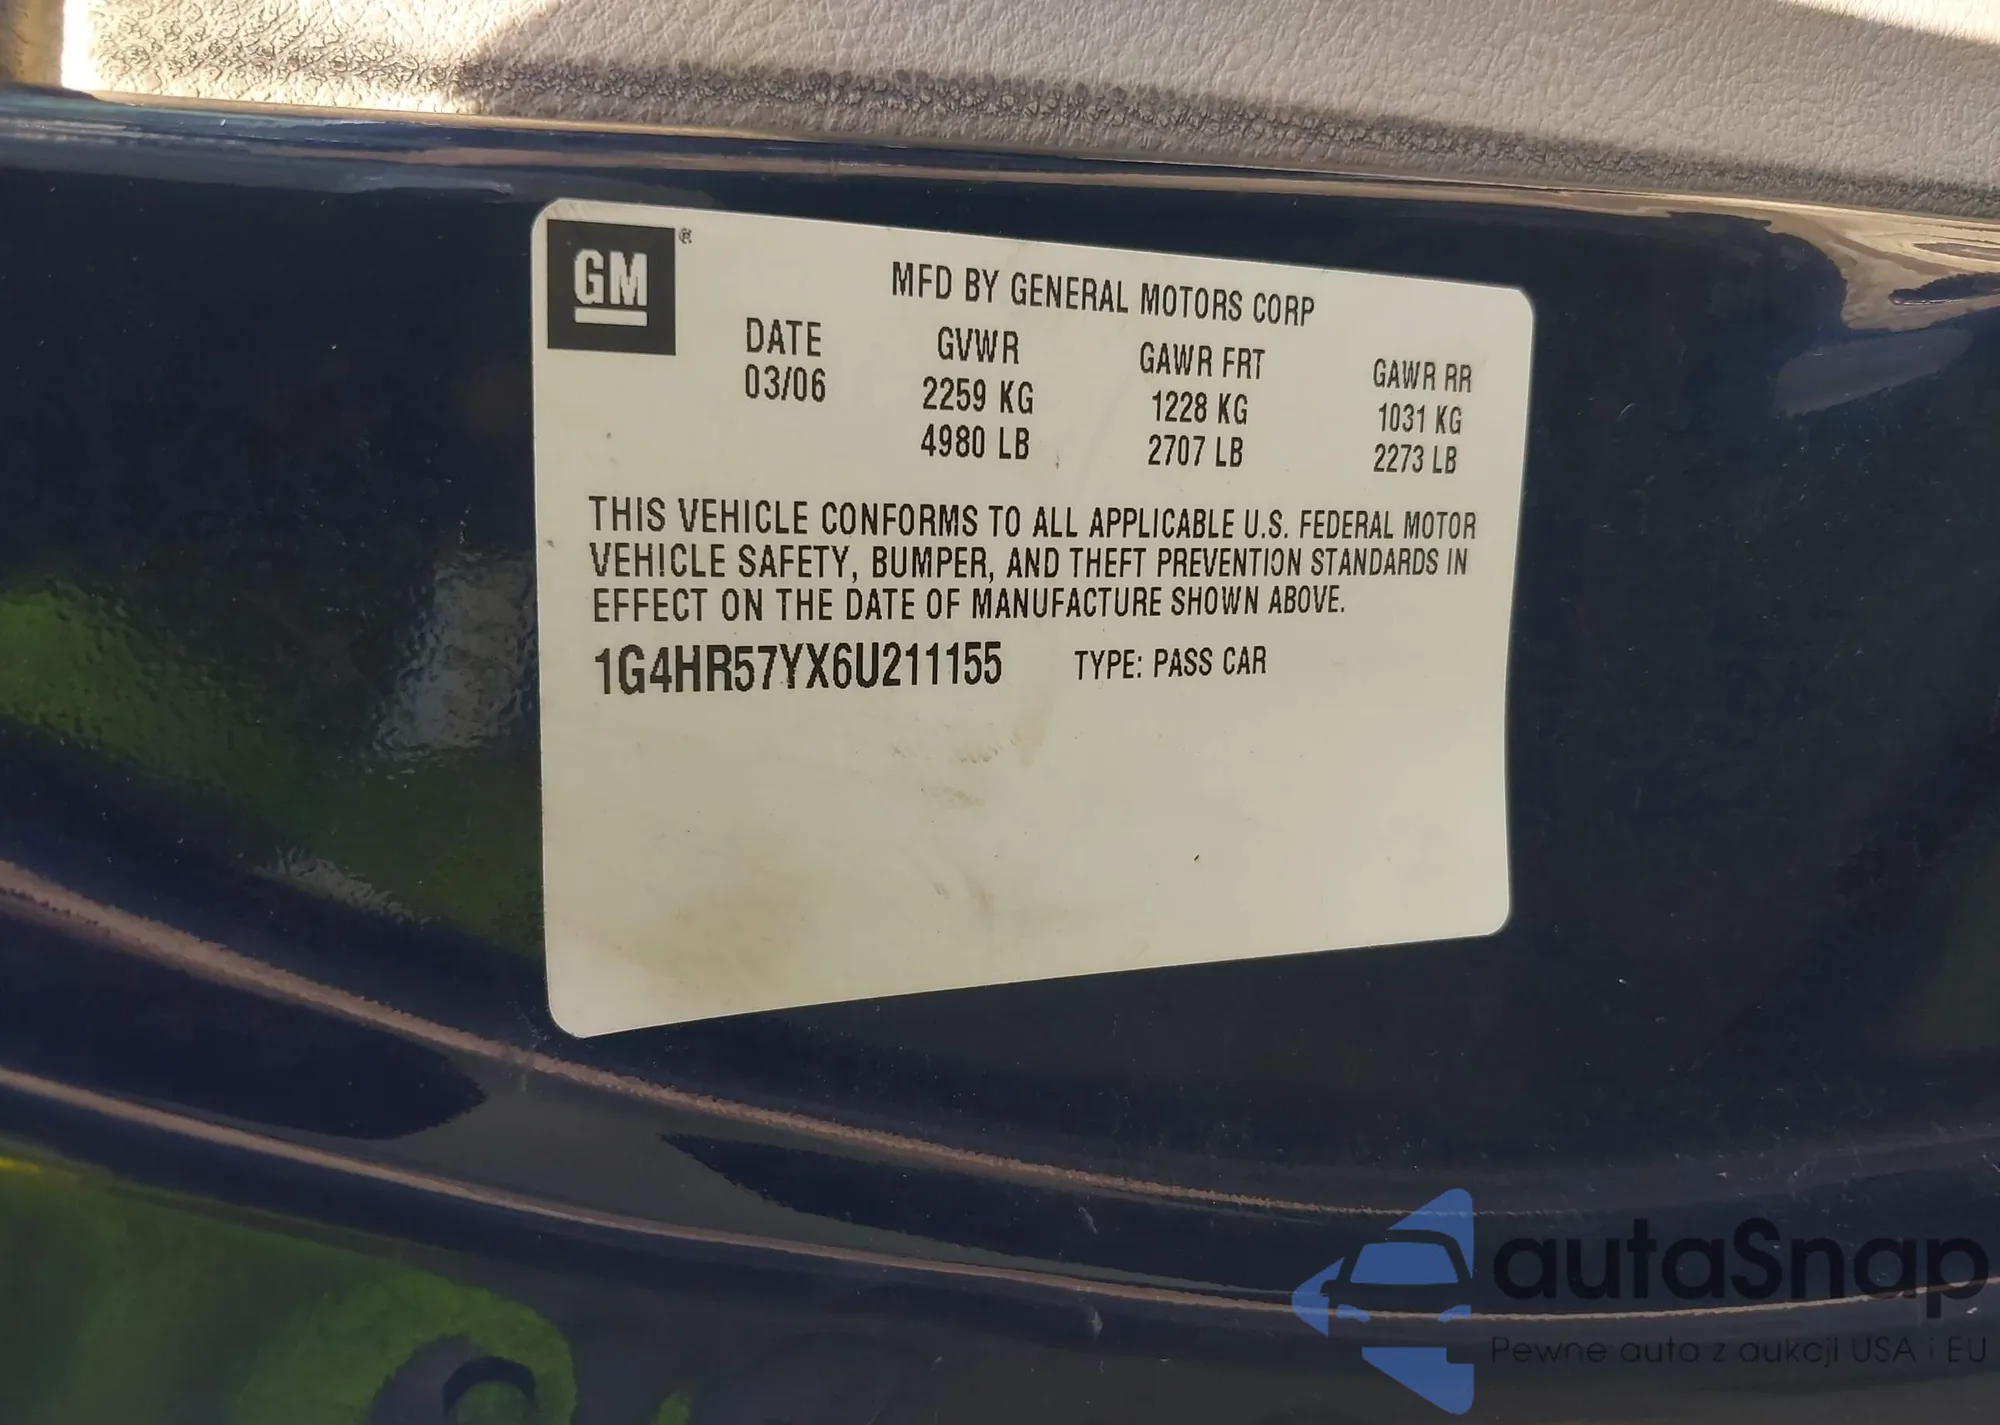 GM®
MFD BY GENERAL MOTORS CORP
DATE GVWR GAWR FRT GAWR RR
03/06 2259 KG 1228 KG 1031 KG
4980 LB 2707 LB 2273 LB
THIS VEHICLE CONFORMS TO ALL APPLICABLE U.S. FEDERAL MOTOR
VEHICLE SAFETY, BUMPER, AND THEFT PREVENTION STANDARDS IN
EFFECT ON THE DATE OF MANUFACTURE SHOWN ABOVE.
1G4HR57YX6U211155 TYPE: PASS CAR
autaSnap
Pewne auta z aukcji USA i EU